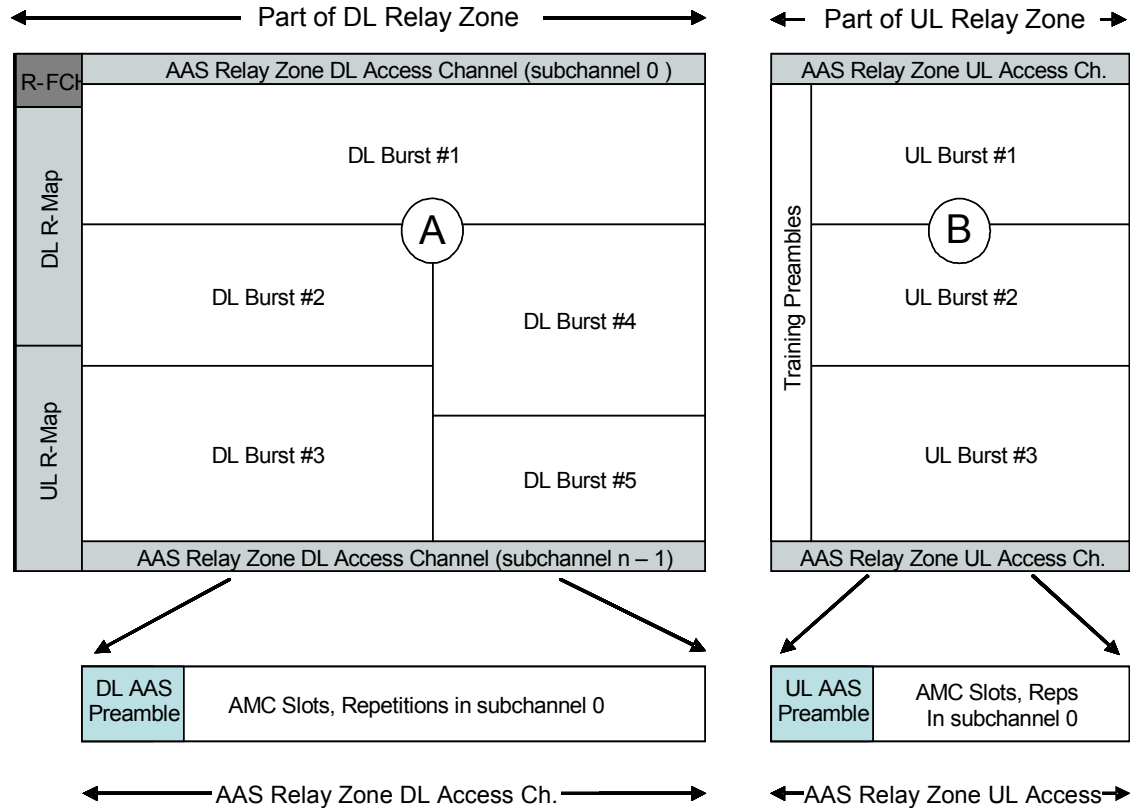 Part of DL Relay Zone
Part of UL Relay Zone
R-FCH
AAS Relay Zone DL Access Channel (subchannel 0 )
AAS Relay Zone UL Access Ch.
DL R-Map
UL R-Map
DL Burst #1
A
DL Burst #2
DL Burst #4
DL Burst #3
DL Burst #5
AAS Relay Zone DL Access Channel (subchannel n – 1)
Training Preambles
UL Burst #1
B
UL Burst #2
UL Burst #3
AAS Relay Zone UL Access Ch.
DL AAS
Preamble
AMC Slots, Repetitions in subchannel 0
UL AAS
Preamble
AMC Slots, Reps
In subchannel 0
AAS Relay Zone DL Access Ch.
AAS Relay Zone UL Access